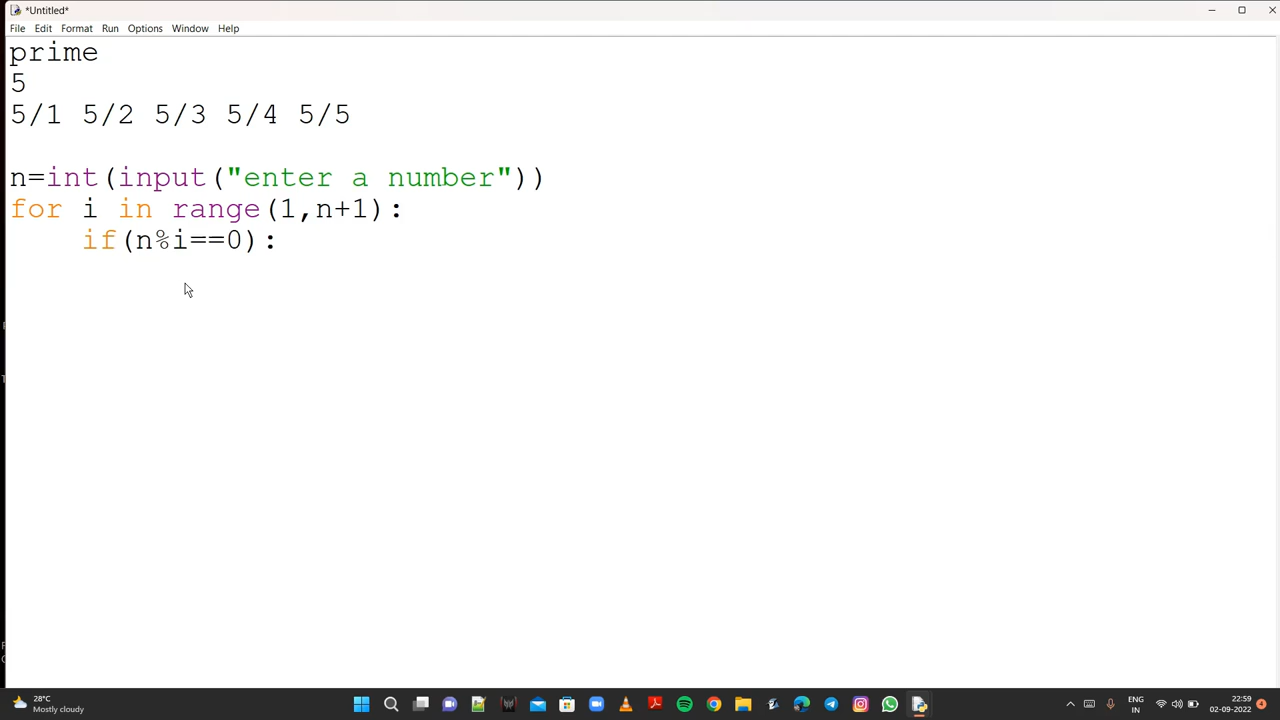 *Untitled*
File Edit Format Run Options Window Help
prime
5
5/1 5/2 5/3 5/4 5/5
n=int(input("enter a number"))
for i in range(1,n+1):
    if(n%i==0):
28°C
Mostly cloudy
ENG
IN
22:59
02-09-2022